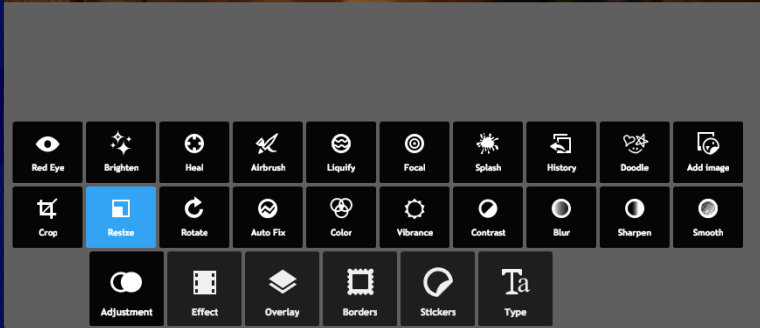 Red Eye Brighten Heal Airbrush Liquify Focal Splash History Doodle Add image
Crop Resize Rotate Auto Fix Color Vibrance Contrast Blur Sharpen Smooth
Adjustment Effect Overlay Borders Stickers Type